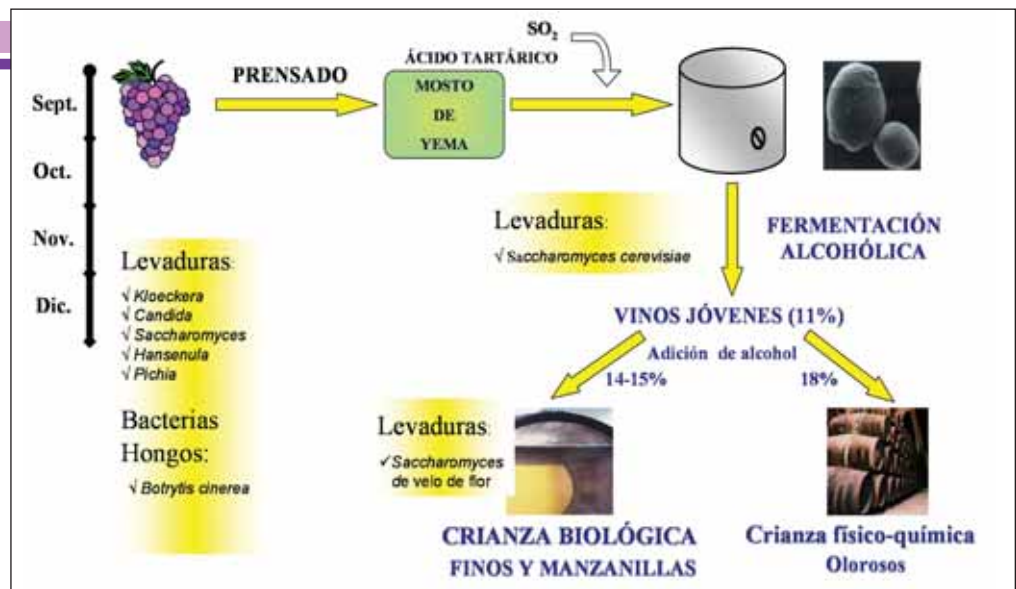 Sept.
Oct.
Nov.
Dic.
PRENSADO
ÁCIDO TARTÁRICO
MOSTO
DE
YEMA
SO₂
Levaduras:
√ Kloeckera
√ Candida
√ Saccharomyces
√ Hansenula
√ Pichia
Bacterias
Hongos:
√ Botrytis cinerea
Levaduras:
√ Saccharomyces cerevisiae
FERMENTACIÓN
ALCOHÓLICA
VINOS JÓVENES (11%)
Adición de alcohol
14-15%
18%
Levaduras:
✓Saccharomyces
de velo de flor
CRIANZA BIOLÓGICA
FINOS Y MANZANILLAS
Crianza físico-química
Olorosos